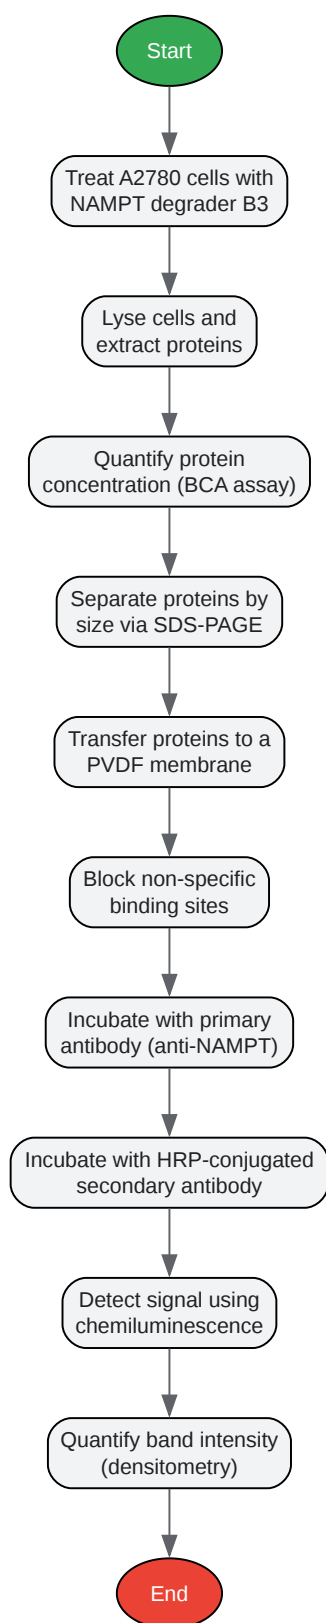 Start
Treat A2780 cells with
NAMPT degrader B3
Lyse cells and
extract proteins
Quantify protein
concentration (BCA assay)
Separate proteins by
size via SDS-PAGE
Transfer proteins to a
PVDF membrane
Block non-specific
binding sites
Incubate with primary
antibody (anti-NAMPT)
Incubate with HRP-conjugated
secondary antibody
Detect signal using
chemiluminescence
Quantify band intensity
(densitometry)
End